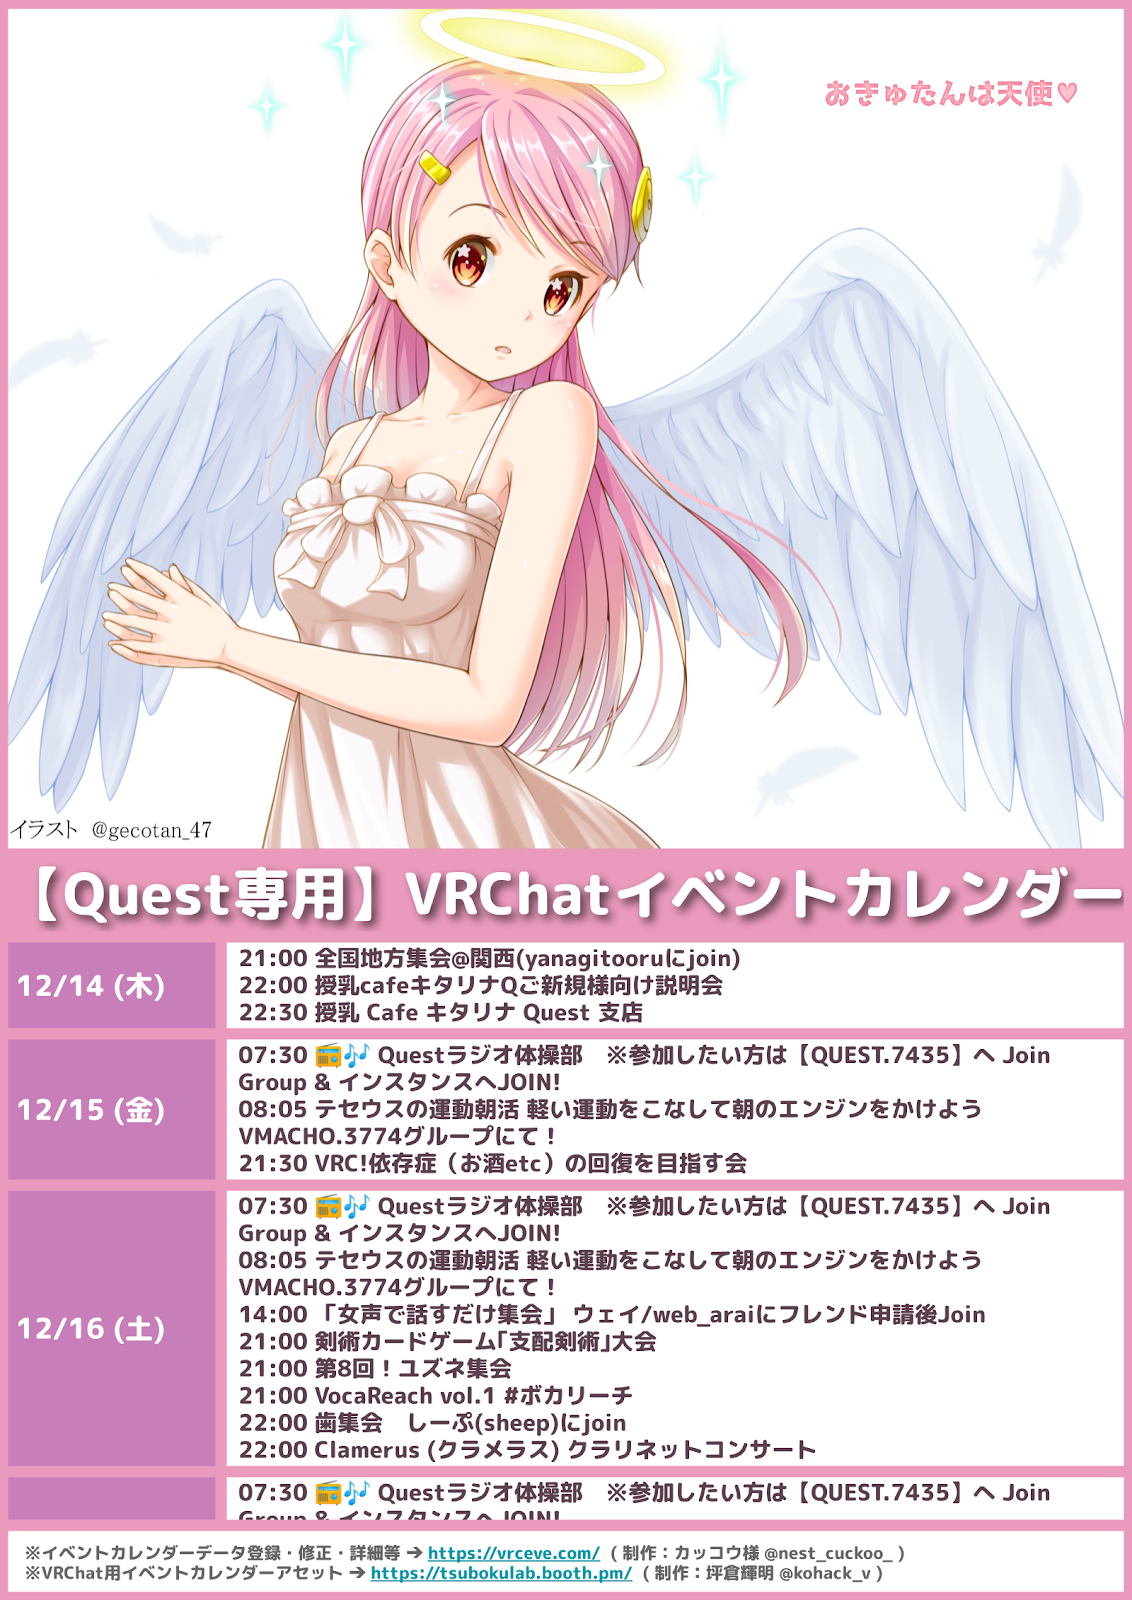 おきゅたんは天使♥
イラスト @gecotan_47
【Quest専用】VRChatイベントカレンダー
12/14 (木)
21:00 全国地方集会@関西(yanagitooruにjoin)
22:00 授乳cafeキタリナQご新規様向け説明会
22:30 授乳 Cafe キタリナ Quest 支店
12/15 (金)
07:30 📻🎶 Questラジオ体操部　※参加したい方は【QUEST.7435】へ Join
Group & インスタンスへJOIN!
08:05 テセウスの運動朝活 軽い運動をこなして朝のエンジンをかけよう
VMACHO.3774グループにて！
21:30 VRC!依存症（お酒etc）の回復を目指す会
12/16 (土)
07:30 📻🎶 Questラジオ体操部　※参加したい方は【QUEST.7435】へ Join
Group & インスタンスへJOIN!
08:05 テセウスの運動朝活 軽い運動をこなして朝のエンジンをかけよう
VMACHO.3774グループにて！
14:00 「女声で話すだけ集会」 ウェイ/web_araiにフレンド申請後Join
21:00 剣術カードゲーム｢支配剣術｣大会
21:00 第8回！ユズネ集会
21:00 VocaReach vol.1 #ボカリーチ
22:00 歯集会　しーぷ(sheep)にjoin
22:00 Clamerus (クラメラス) クラリネットコンサート
07:30 📻🎶 Questラジオ体操部　※参加したい方は【QUEST.7435】へ Join
Group & インスタンスへJOIN!
※イベントカレンダーデータ登録・修正・詳細等 ➔ https://vrceve.com/ （ 制作：カッコウ様 @nest_cuckoo_ ）
※VRChat用イベントカレンダーアセット ➔ https://tsubokulab.booth.pm/ （ 制作：坪倉輝明 @kohack_v ）